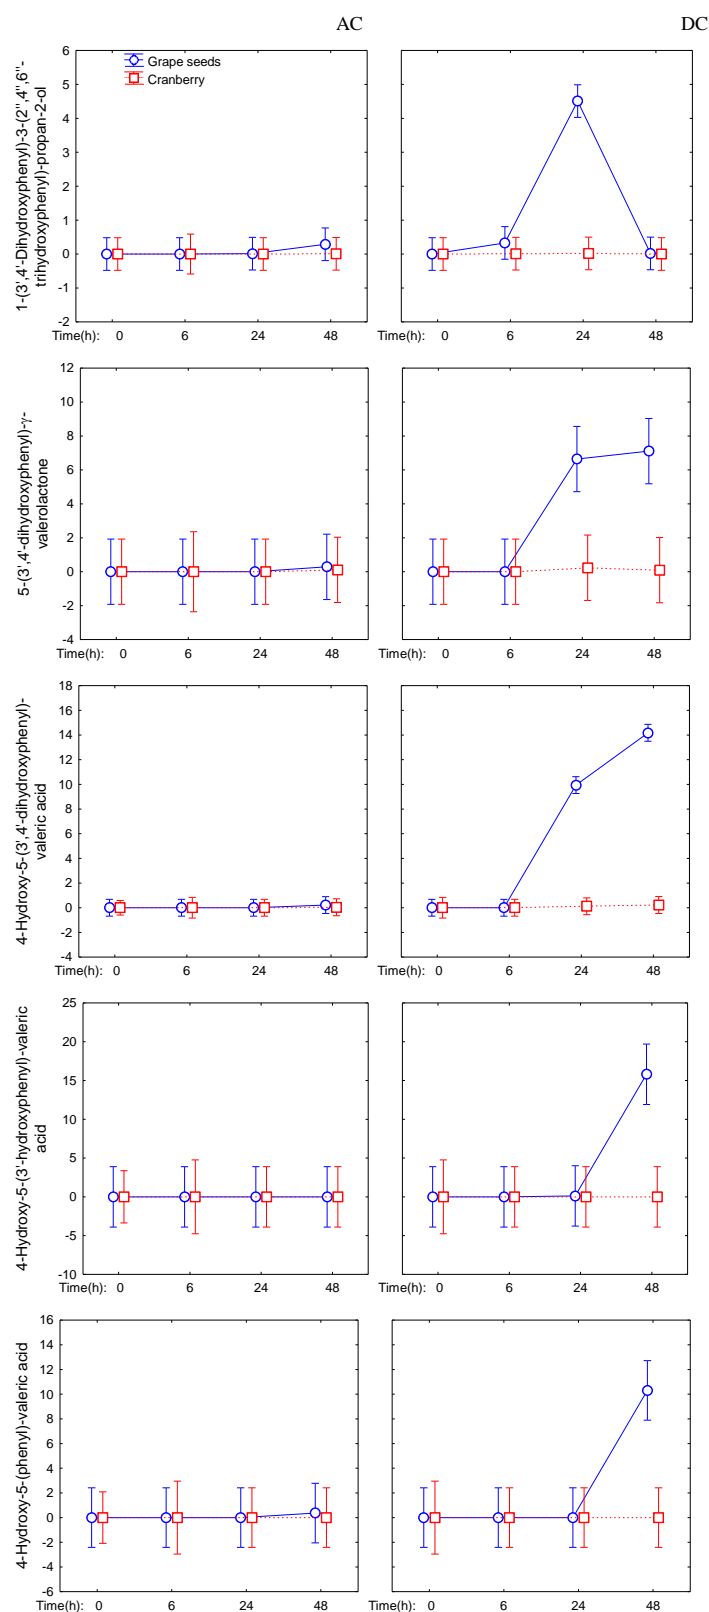 AC
DC
1-(3',4'-Dihydroxyphenyl)-3-(2'',4'',6''-
trihydroxyphenyl)-propan-2-ol
6
5
4
3
2
1
0
-1
-2
Grape seeds
Cranberry
Time(h): 0 6 24 48
Time(h): 0 6 24 48
5-(3',4'-dihydroxyphenyl)-γ-
valerolactone
12
10
8
6
4
2
0
-2
-4
Time(h): 0 6 24 48
Time(h): 0 6 24 48
4-Hydroxy-5-(3',4'-dihydroxyphenyl)-
valeric acid
18
16
14
12
10
8
6
4
2
0
-2
-4
Time(h): 0 6 24 48
Time(h): 0 6 24 48
4-Hydroxy-5-(3'-hydroxyphenyl)-valeric
acid
25
20
15
10
5
0
-5
-10
Time(h): 0 6 24 48
Time(h): 0 6 24 48
4-Hydroxy-5-(phenyl)-valeric acid
16
14
12
10
8
6
4
2
0
-2
-4
-6
Time(h): 0 6 24 48
Time(h): 0 6 24 48